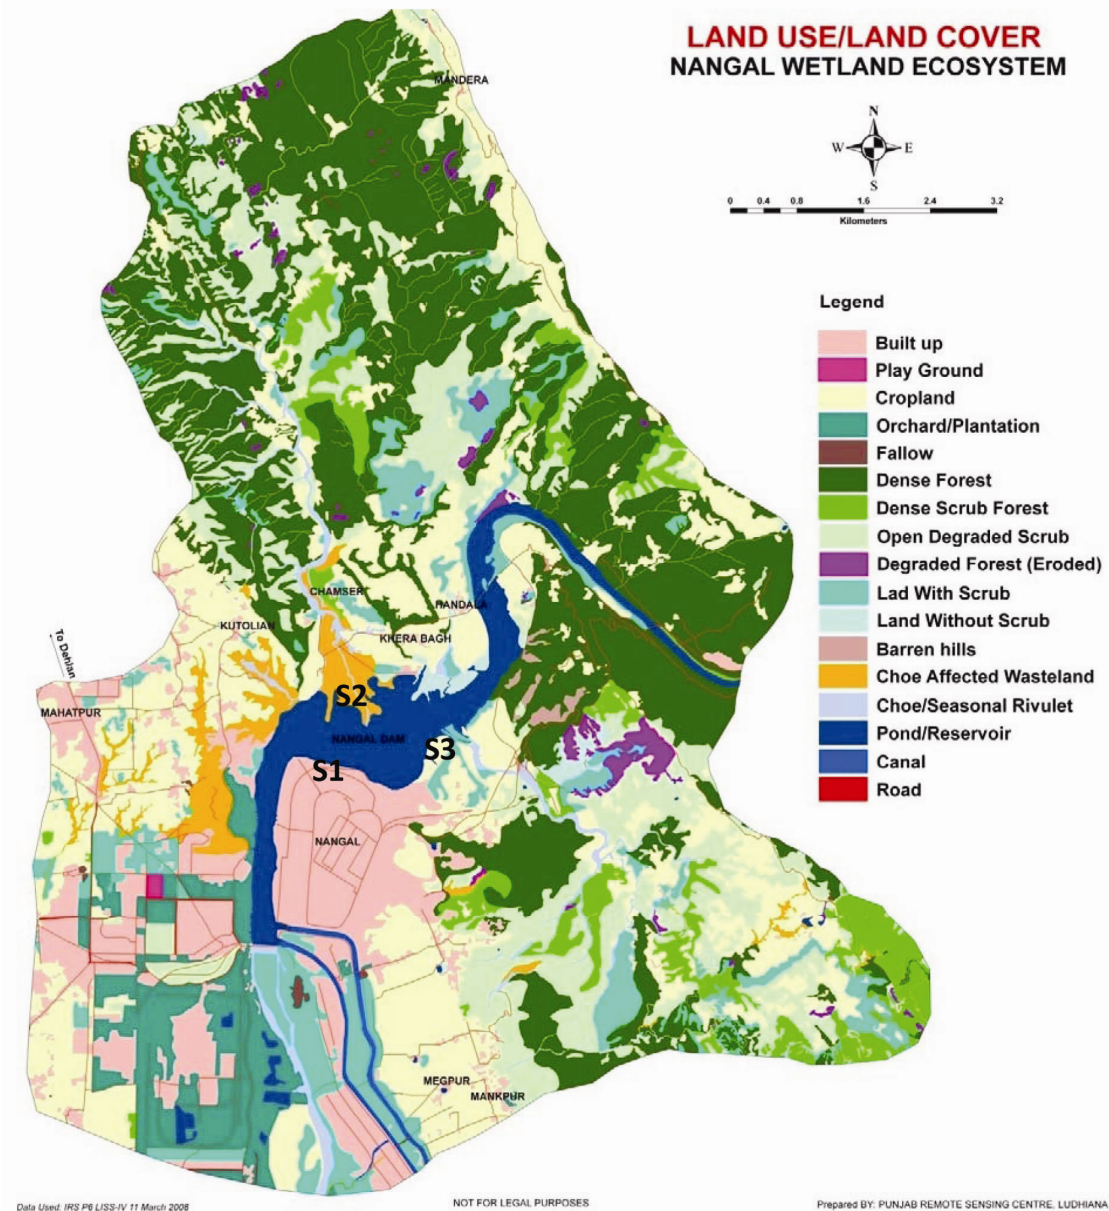 LAND USE/LAND COVER
NANGAL WETLAND ECOSYSTEM
N
W E
S
0 0.4 0.8 1.6 2.4 3.2
Kilometers
Legend
Built up
Play Ground
Cropland
Orchard/Plantation
Fallow
Dense Forest
Dense Scrub Forest
Open Degraded Scrub
Degraded Forest (Eroded)
Lad With Scrub
Land Without Scrub
Barren hills
Choe Affected Wasteland
Choe/Seasonal Rivulet
Pond/Reservoir
Canal
Road
MANDERA
CHAMSER
HANDALA
KUTOLIAN
KHERA BAGH
To Dehlan
MAHATPUR
S2
NANGAL DAM
S3
S1
NANGAL
MEGPUR
MANKPUR
Data Used: IRS P6 LISS-IV 11 March 2008
NOT FOR LEGAL PURPOSES
Prepared BY: PUNJAB REMOTE SENSING CENTRE, LUDHIANA